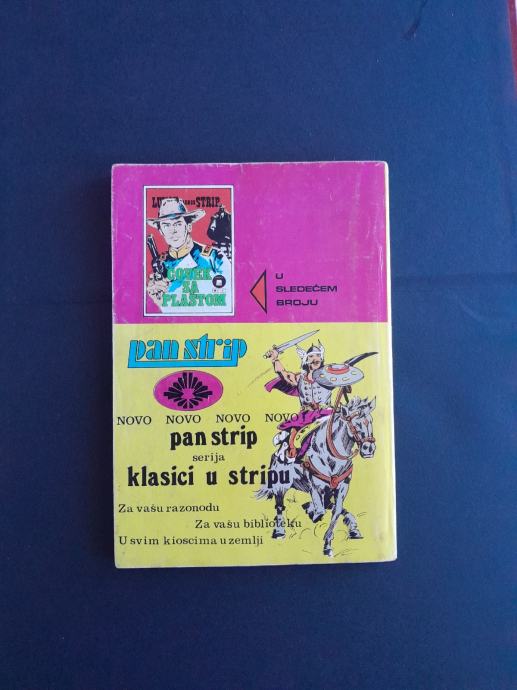 STRIP
ČOVEK
ZA
PLAŠTOM
U
SLEDEĆEM
BROJU
pan strip
NOVO NOVO NOVO NOVO!
pan strip
serija
klasici u stripu
Za vašu razonodu
Za vašu biblioteku
U svim kioscima u zemlji